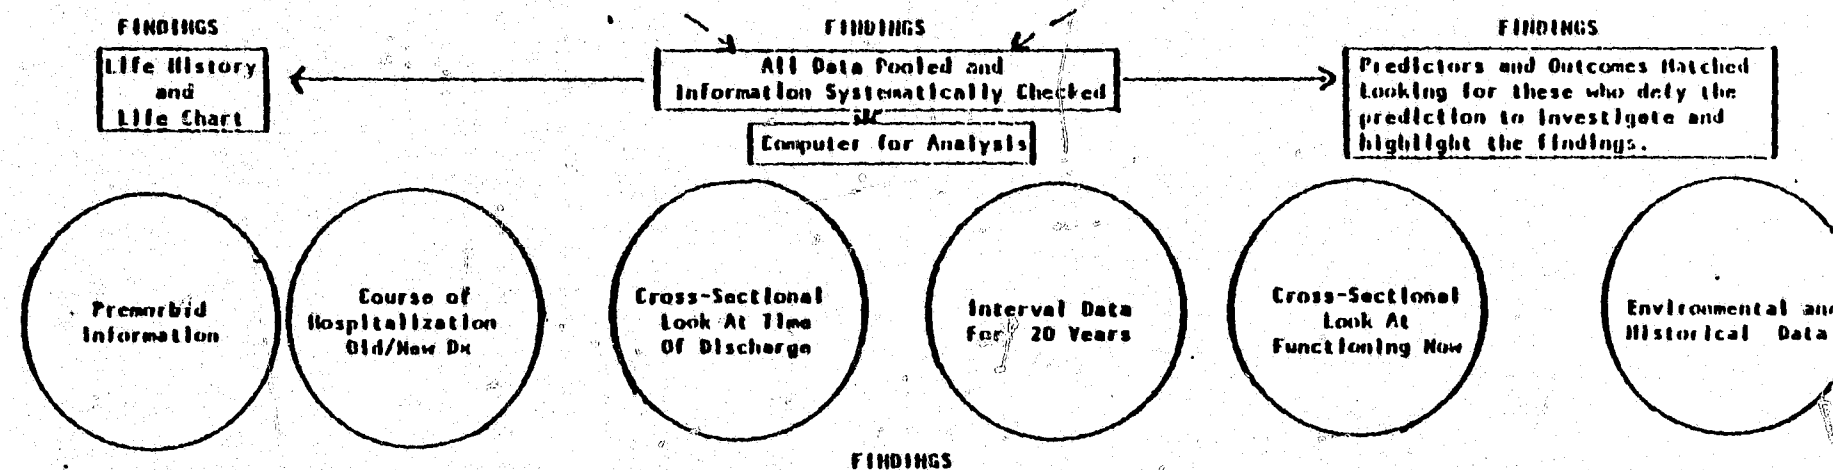 FINDINGS
Life History
and
Life Chart
FINDINGS
All Data Pooled and
Information Systematically Checked
Computer for Analysis
FINDINGS
Predictors and Outcomes Matched
Looking for these who defy the
prediction to investigate and
highlight the findings.
Premorbid
Information
Course of
Hospitalization
Old/New Dx
Cross-Sectional
Look At Time
Of Discharge
Interval Data
For 20 Years
Cross-Sectional
Look At
Functioning Now
Environmental and
Historical Data
FINDINGS